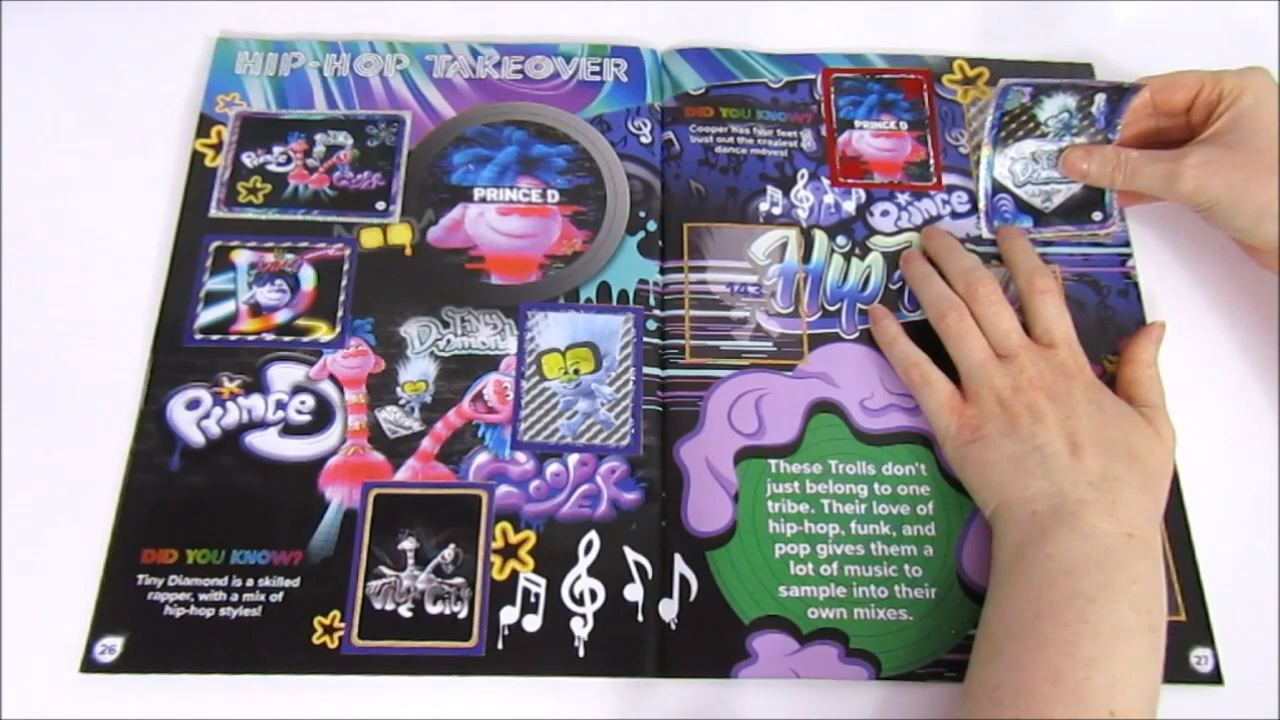 HIP-HOP TAKEOVER
Prince
Cooper
PRINCE D
Tiny
Diamond
Prince
COOPER
DID YOU KNOW?
Tiny Diamond is a skilled
rapper, with a mix of
hip-hop styles!
26
DID YOU KNOW?
Cooper has four feet
bust out the craziest
dance moves!
PRINCE D
Prince
143
Hip
These Trolls don't
just belong to one
tribe. Their love of
hip-hop, funk, and
pop gives them a
lot of music to
sample into their
own mixes.
27